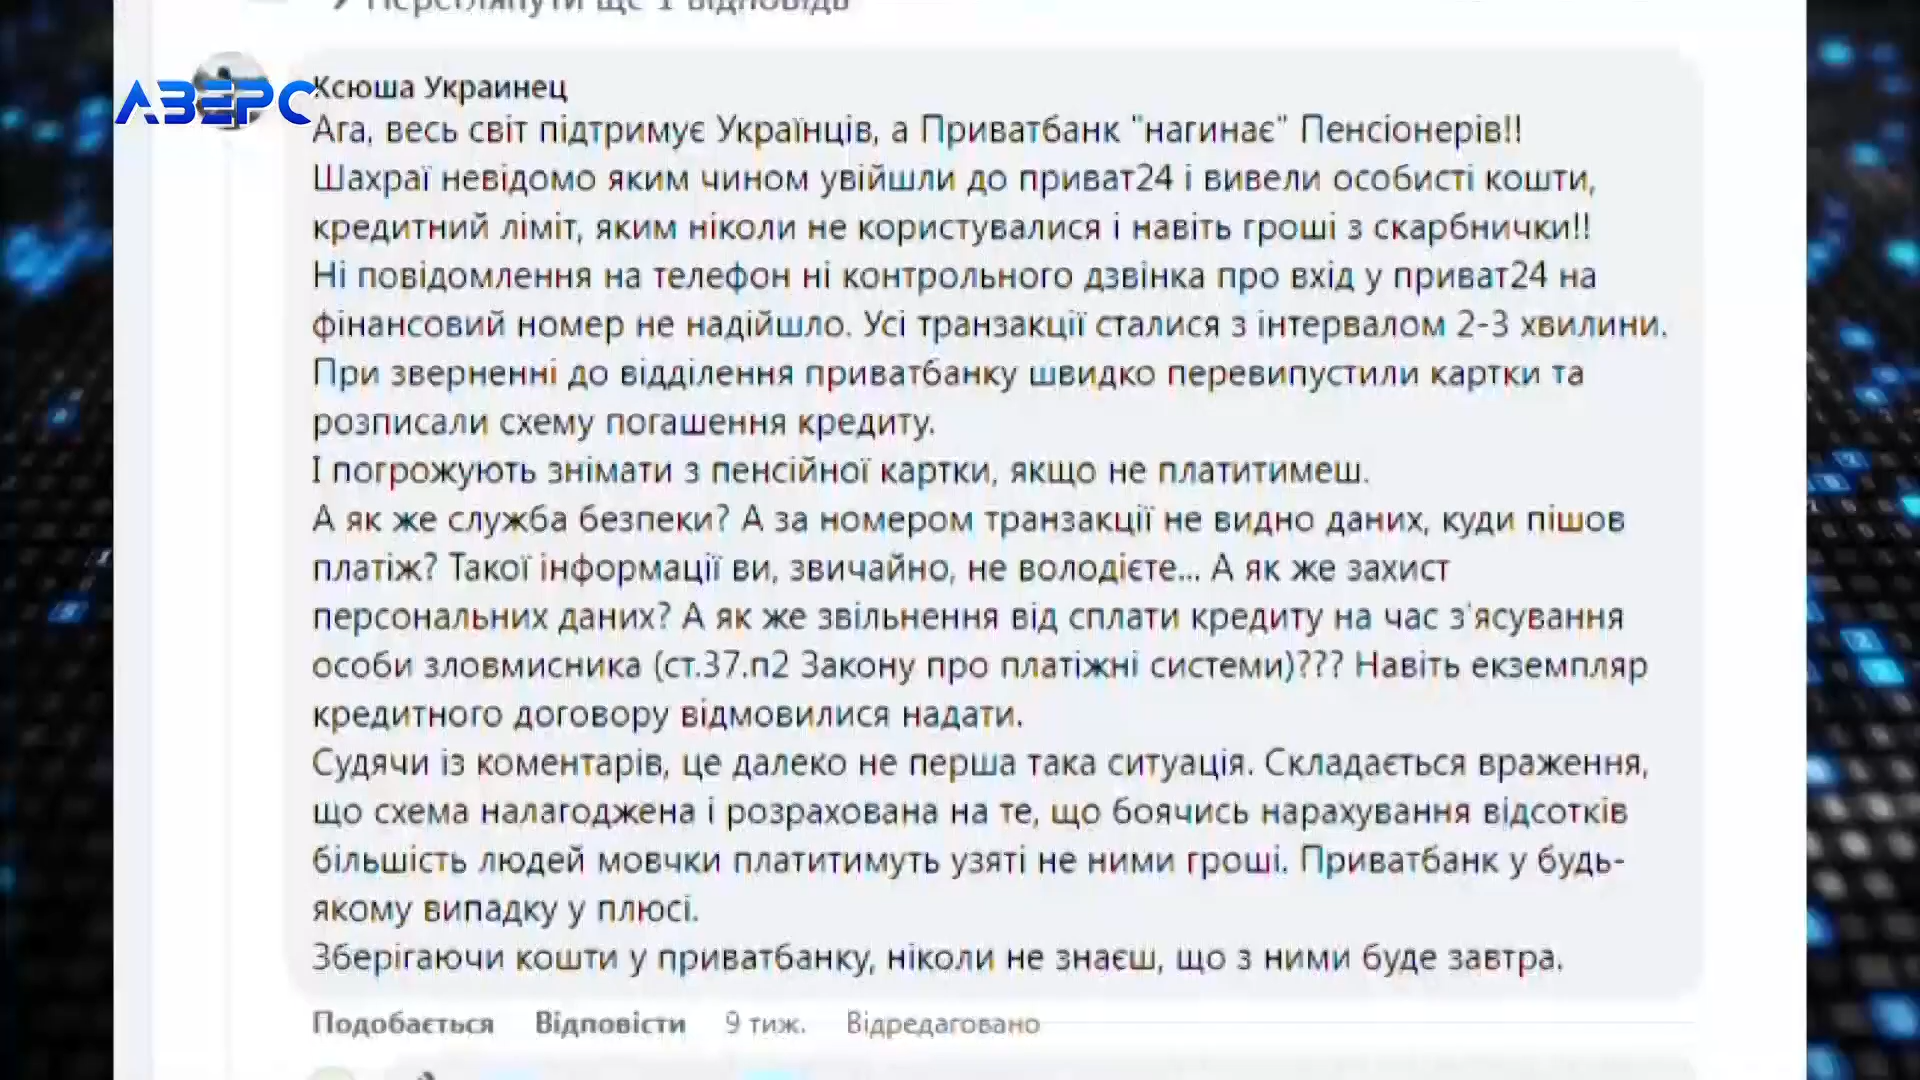 Переглянути ще 1 відповідь
АВЕРС
Ксюша Украинец
Ага, весь світ підтримує Українців, а Приватбанк "нагинає" Пенсіонерів!!
Шахраї невідомо яким чином увійшли до приват24 і вивели особисті кошти,
кредитний ліміт, яким ніколи не користувалися і навіть гроші з скарбнички!!
Ні повідомлення на телефон ні контрольного дзвінка про вхід у приват24 на
фінансовий номер не надійшло. Усі транзакції сталися з інтервалом 2-3 хвилини.
При зверненні до відділення приватбанку швидко перевипустили картки та
розписали схему погашення кредиту.
І погрожують знімати з пенсійної картки, якщо не платитимеш.
А як же служба безпеки? А за номером транзакції не видно даних, куди пішов
платіж? Такої інформації ви, звичайно, не володієте... А як же захист
персональних даних? А як же звільнення від сплати кредиту на час з'ясування
особи зловмисника (ст.37.п2 Закону про платіжні системи)??? Навіть екземпляр
кредитного договору відмовилися надати.
Судячи із коментарів, це далеко не перша така ситуація. Складається враження,
що схема налагоджена і розрахована на те, що боячись нарахування відсотків
більшість людей мовчки платитимуть узяті не ними гроші. Приватбанк у будь-
якому випадку у плюсі.
Зберігаючи кошти у приватбанку, ніколи не знаєш, що з ними буде завтра.
Подобається Відповісти 9 тиж. Відредаговано